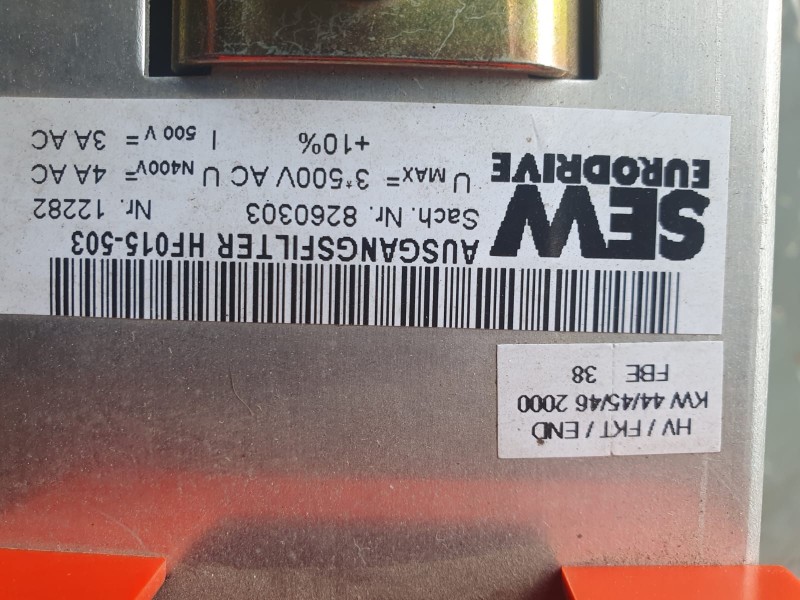 HV / FKT / END
KW 44/45/46 2000
FBE 38
SEW
EURODRIVE
AUSGANGSFILTER HF015-503
Sach. Nr. 8260303 Nr. 12282
U MAX= 3*500V AC U N400V= 4A AC
+10% I 500 V = 3A AC